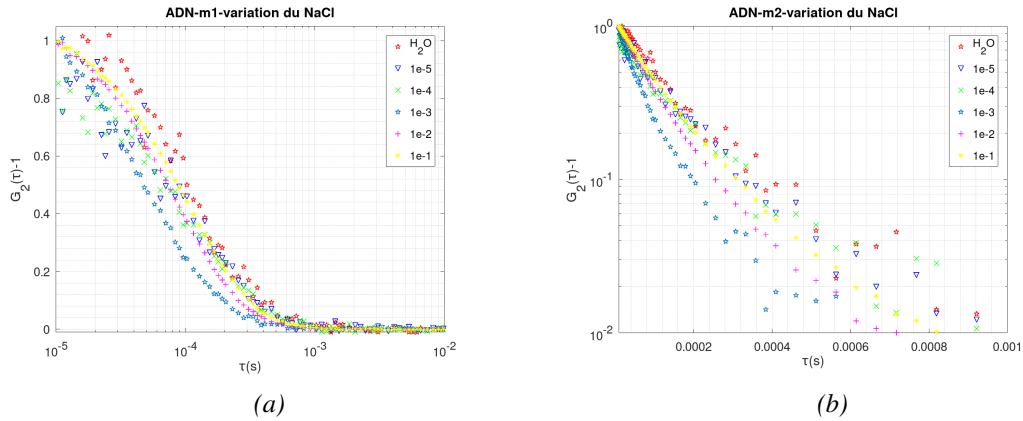 ADN-m1-variation du NaCl
G₂(τ)-1
1
0.8
0.6
0.4
0.2
0
10⁻⁵
10⁻⁴
10⁻³
10⁻²
τ(s)
H₂O
1e-5
1e-4
1e-3
1e-2
1e-1
(a)
ADN-m2-variation du NaCl
G₂(τ)-1
10⁰
10⁻¹
10⁻²
0.0002
0.0004
0.0006
0.0008
0.001
τ(s)
H₂O
1e-5
1e-4
1e-3
1e-2
1e-1
(b)